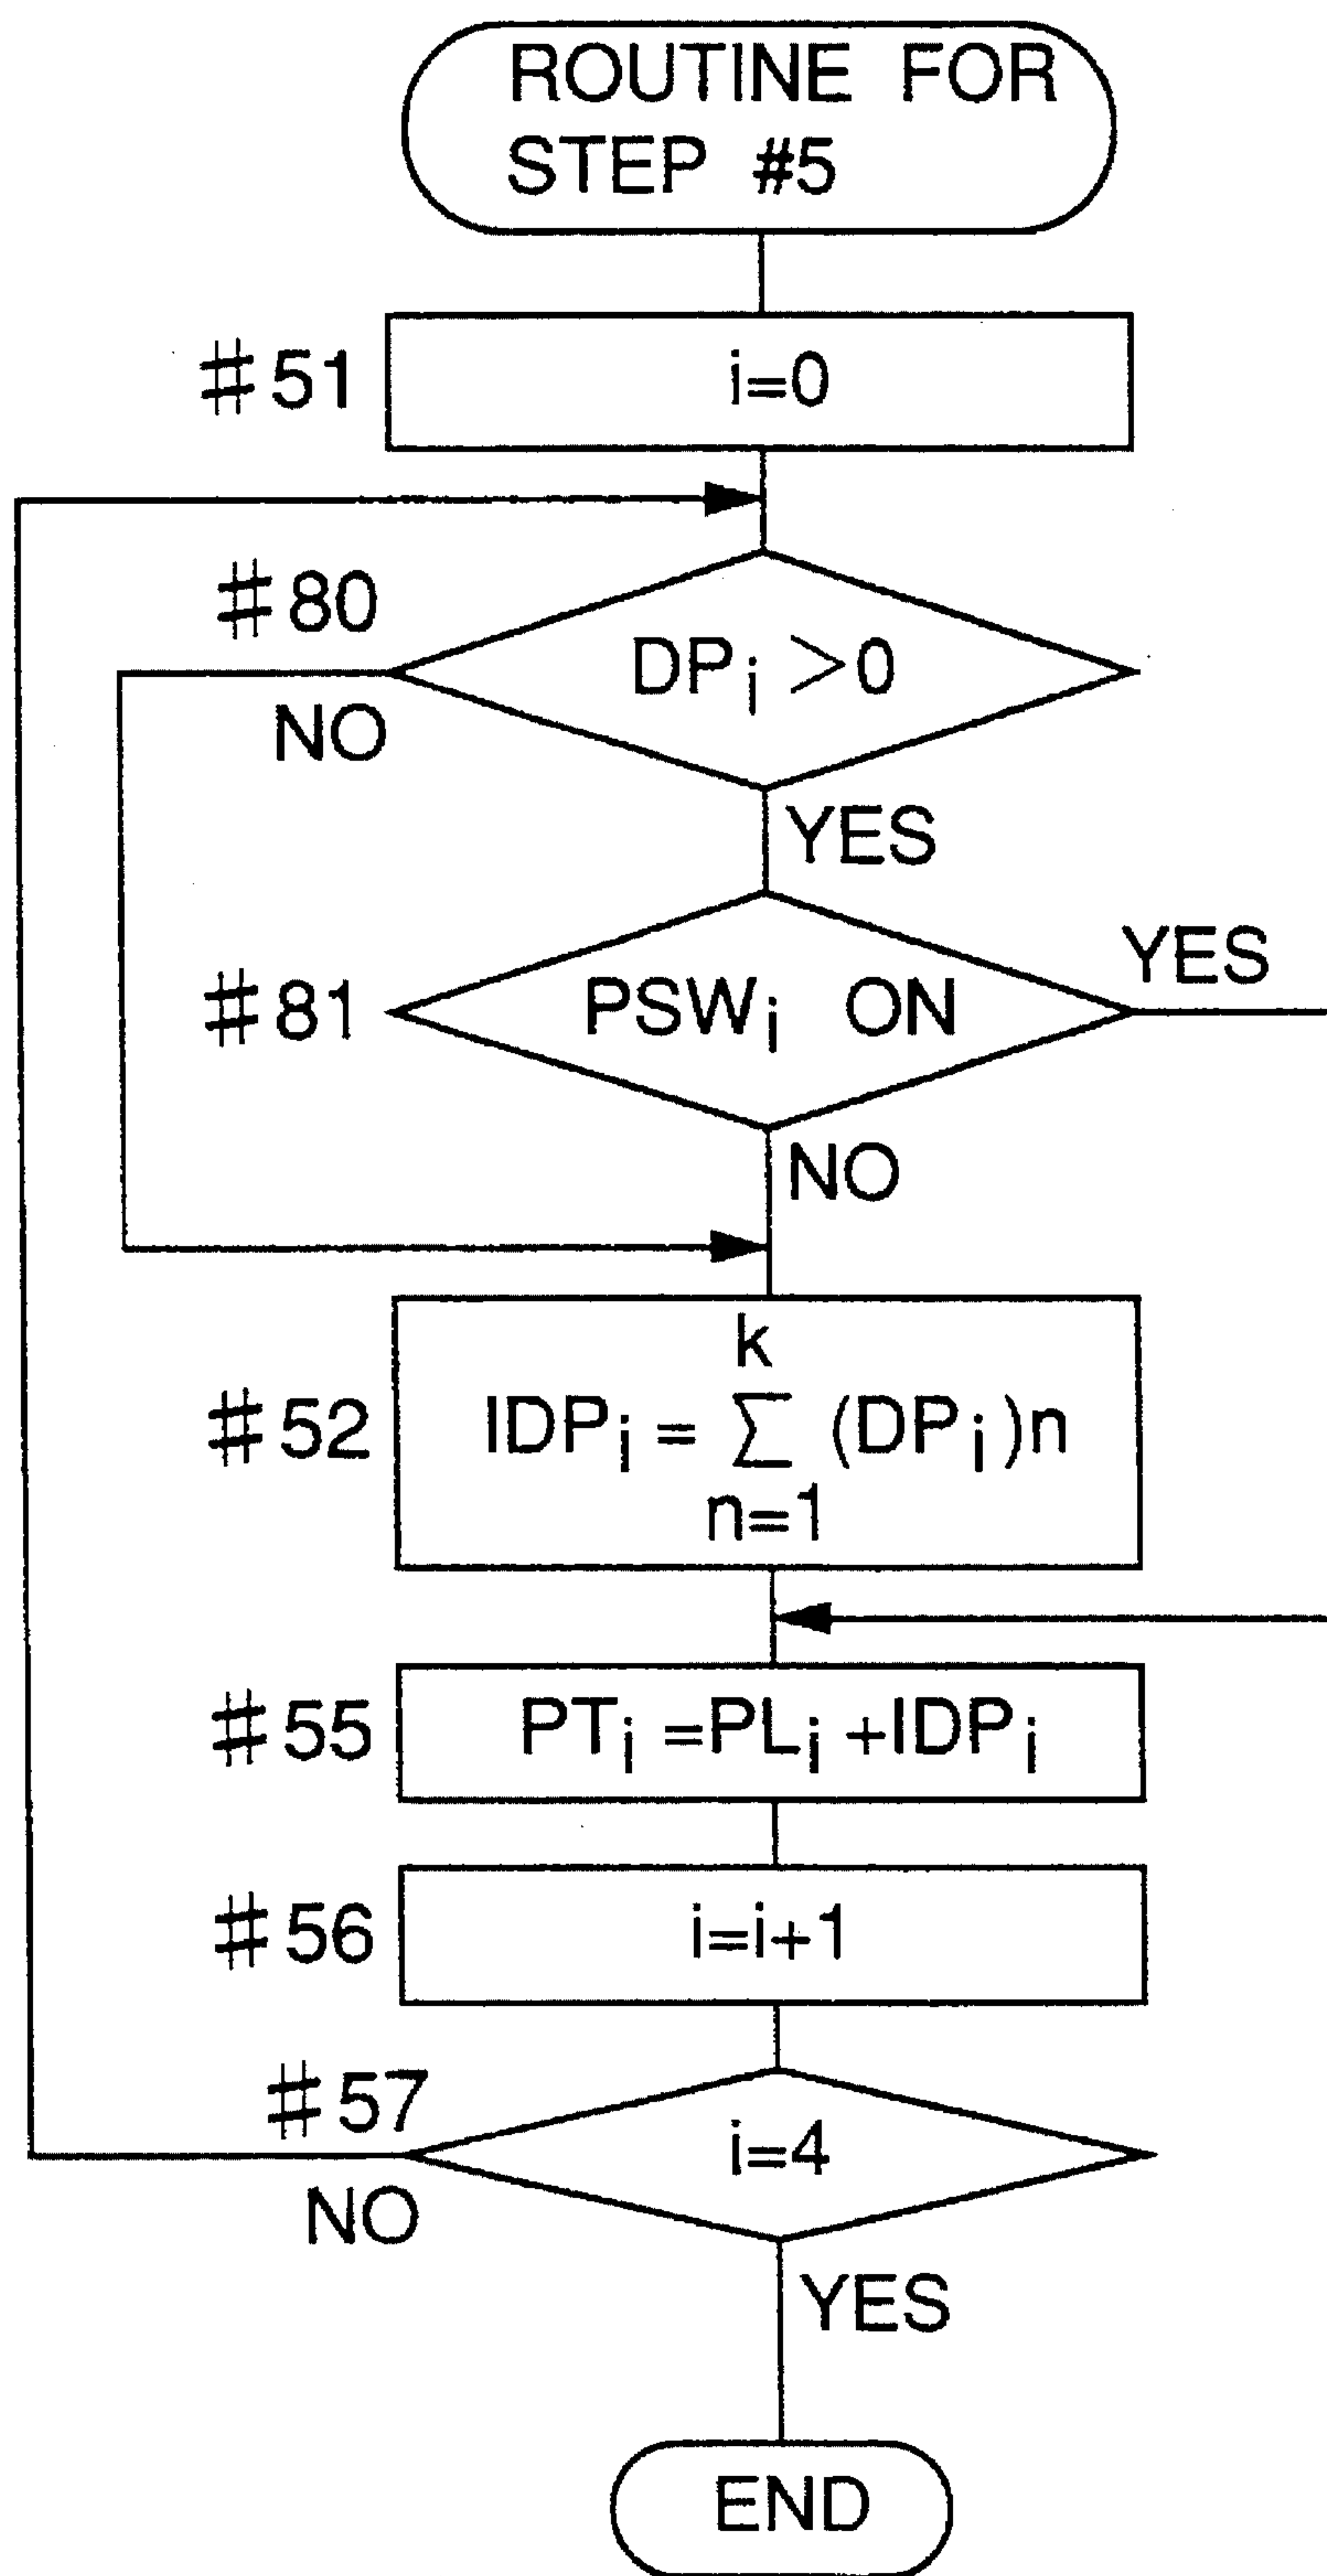 ROUTINE FOR
STEP #5
#51
i=0
#80
DPi >0
NO
YES
#81
PSWi ON
YES
NO
#52
k
IDPi = ∑ (DPi)n
n=1
#55
PTi =PLi +IDPi
#56
i=i+1
#57
i=4
NO
YES
END